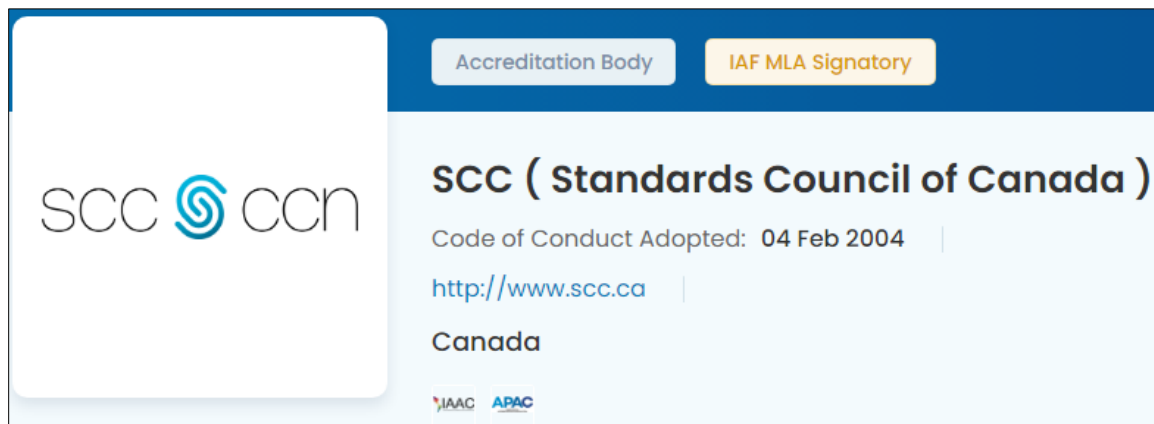 Accreditation Body
IAF MLA Signatory
scc ccn
SCC ( Standards Council of Canada )
Code of Conduct Adopted: 04 Feb 2004
http://www.scc.ca
Canada
IAAC APAC